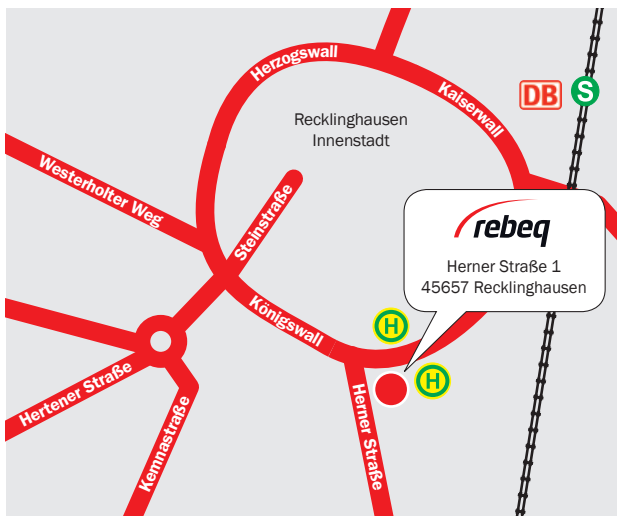 Herzogswall
Kaiserwall
DB
S
Recklinghausen
Innenstadt
Westerholter Weg
Steinstraße
rebeq
Herner Straße 1
45657 Recklinghausen
Königswall
H
H
Hertener Straße
Kemnastraße
Herner Straße